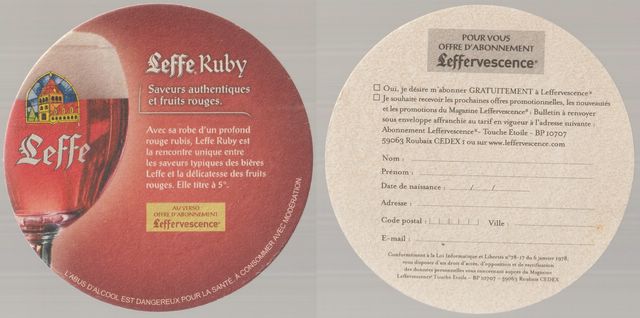 Leffe
Leffe Ruby
Saveurs authentiques
et fruits rouges.
Avec sa robe d'un profond
rouge rubis, Leffe Ruby est
la rencontre unique entre
les saveurs typiques des bières
Leffe et la délicatesse des fruits
rouges. Elle titre à 5°.
AU VERSO
OFFRE D'ABONNEMENT
Leffervescence*
L'ABUS D'ALCOOL EST DANGEREUX POUR LA SANTÉ, À CONSOMMER AVEC MODÉRATION.
POUR VOUS
OFFRE D'ABONNEMENT
Leffervescence*
Oui, je désire m'abonner GRATUITEMENT à Leffervescence*
Je souhaite recevoir les prochaines offres promotionnelles, les nouveautés
et les promotions du Magazine Leffervescence* : Bulletin à renvoyer
sous enveloppe affranchie au tarif en vigueur à l'adresse suivante :
Abonnement Leffervescence* - Touche Etoile - BP 10707
59063 Roubaix CEDEX 1 ou sur www.leffervescence.com
Nom :
Prénom :
Date de naissance : / /
Adresse :
Code postal : Ville :
E-mail :
Conformément à la Loi Informatique et Libertés n°78-17 du 6 janvier 1978,
vous disposez d'un droit d'accès, d'opposition et de rectification
des données personnelles vous concernant auprès du Magazine
Leffervescence* Touche Etoile - BP 10707 - 59063 Roubaix CEDEX